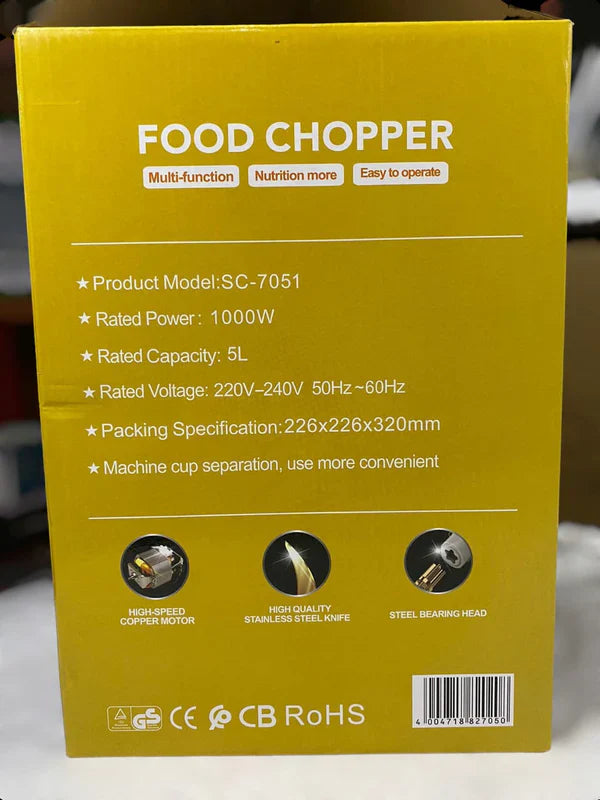 FOOD CHOPPER
Multi-function Nutrition more Easy to operate
★Product Model:SC-7051
★Rated Power: 1000W
★Rated Capacity: 5L
★Rated Voltage: 220V–240V 50Hz~60Hz
★Packing Specification:226x226x320mm
★Machine cup separation, use more convenient
HIGH-SPEED
COPPER MOTOR
HIGH QUALITY
STAINLESS STEEL KNIFE
STEEL BEARING HEAD
GS CE CB RoHS
4 004718 827050